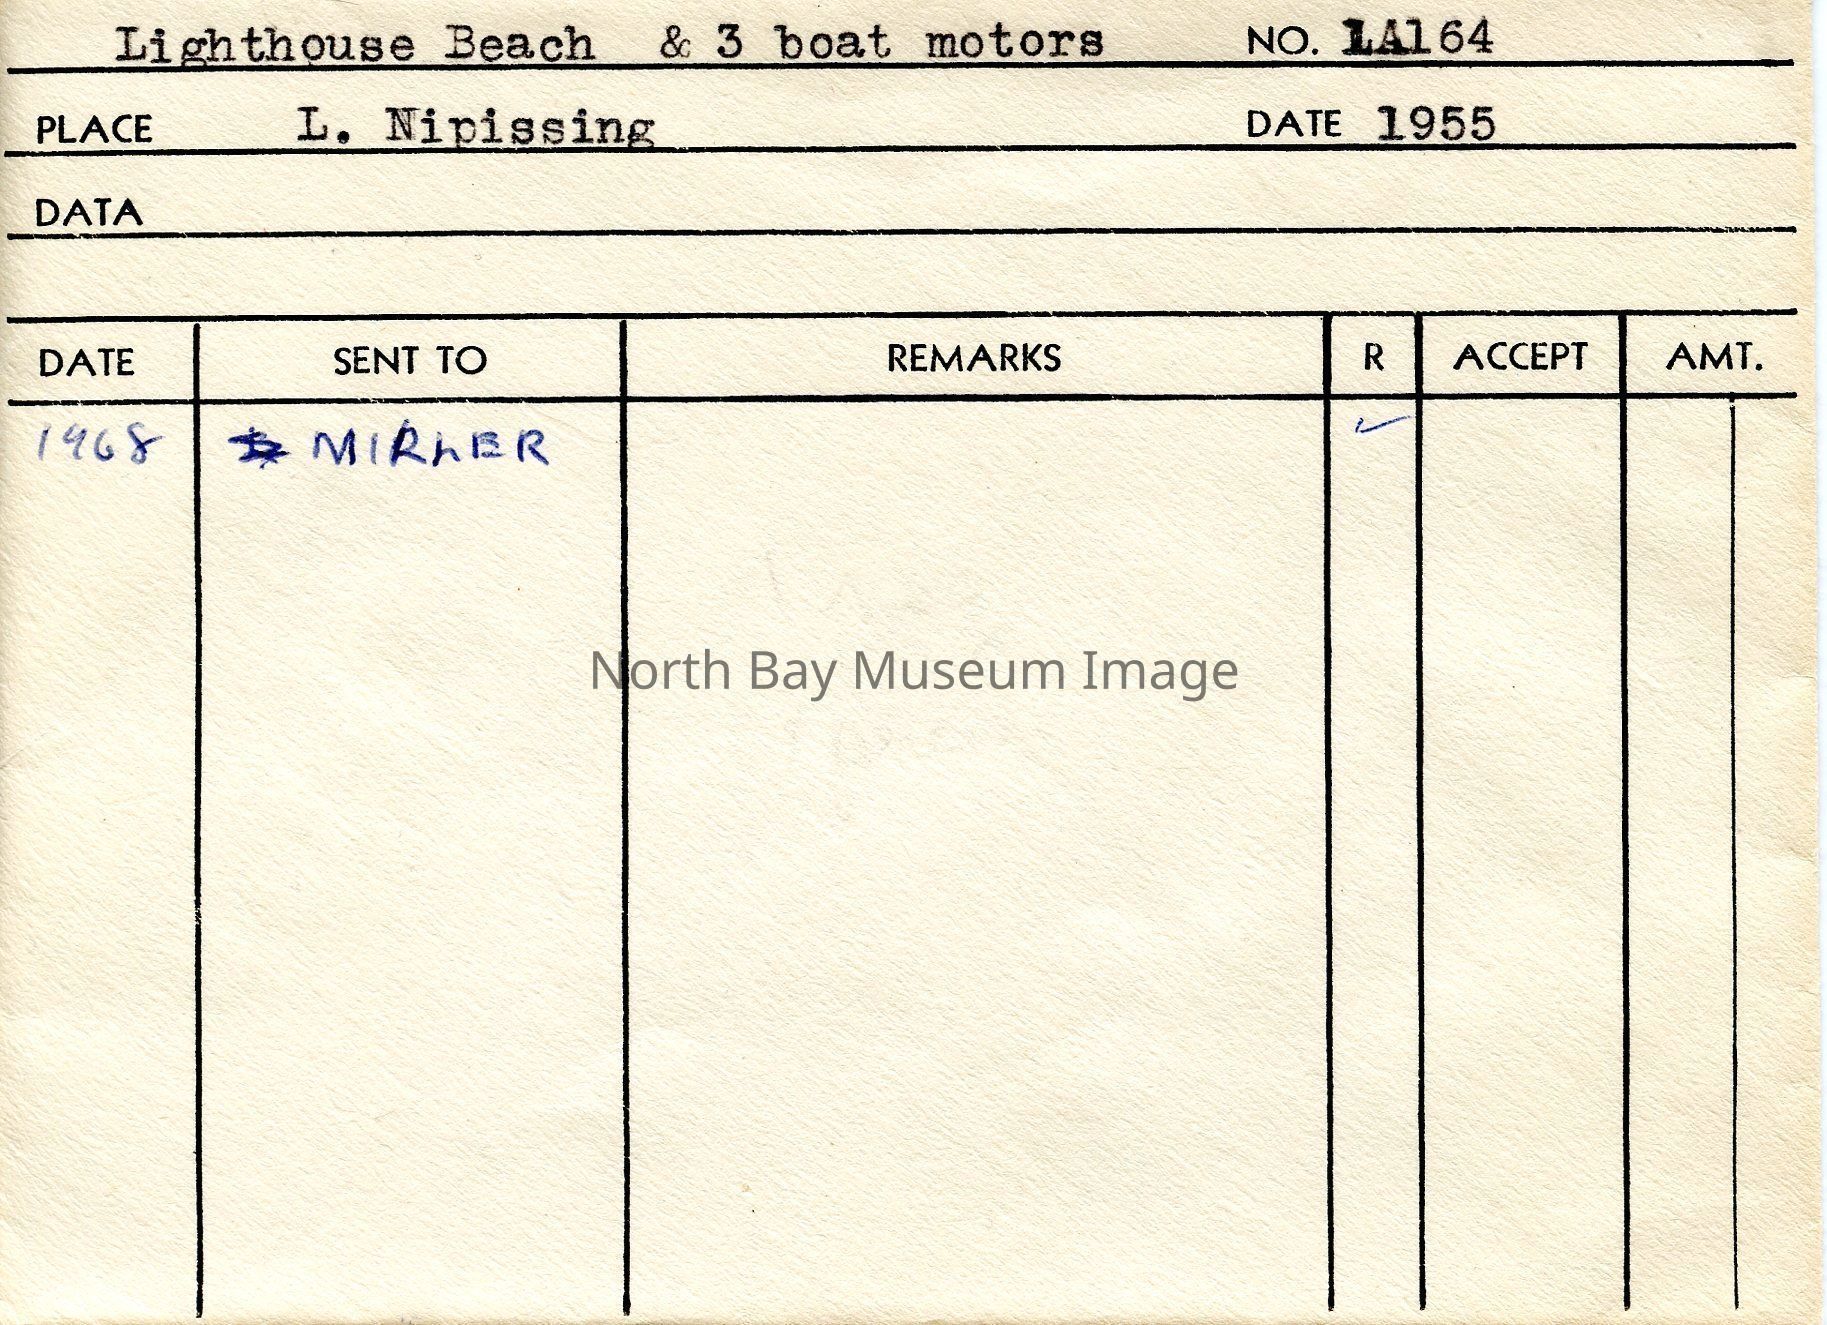 Lighthouse Beach & 3 boat motors NO. LA164
PLACE L. Nipissing DATE 1955
DATA
DATE SENT TO REMARKS R ACCEPT AMT.
1968 MIRLER ✓
North Bay Museum Image